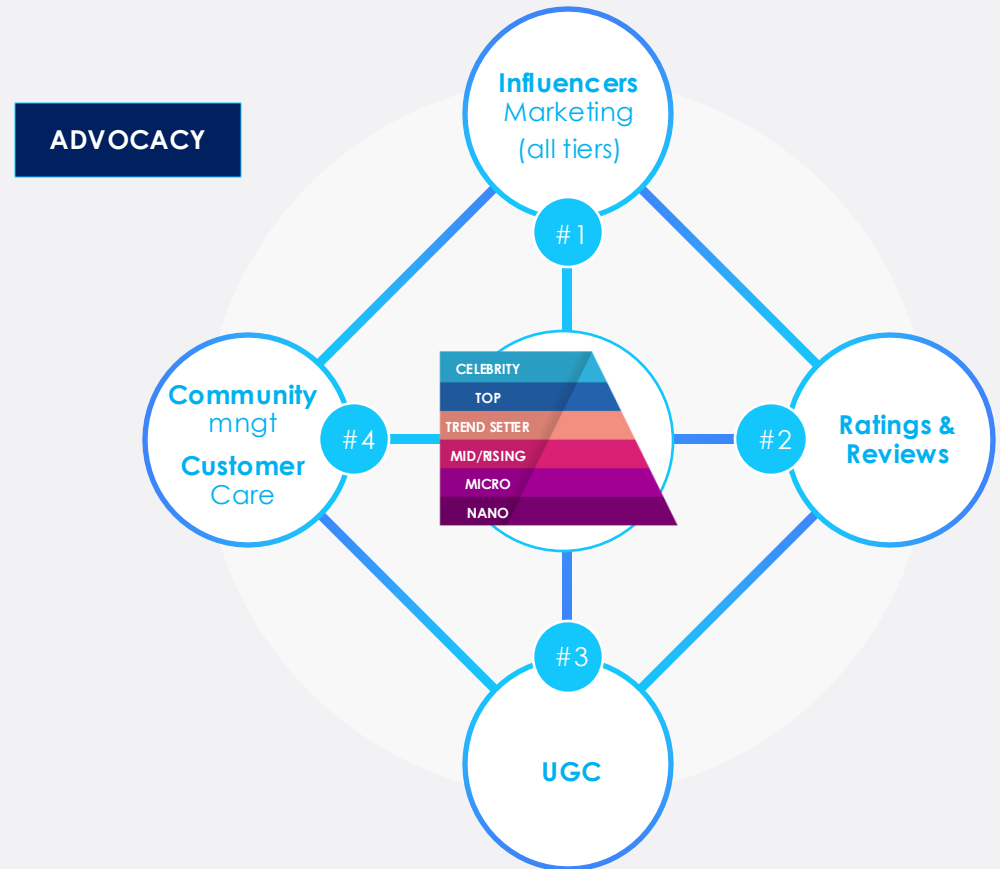 ADVOCACY
Influencers
Marketing
(all tiers)
#1
CELEBRITY
TOP
TREND SETTER
MID/RISING
MICRO
NANO
Community
mngt
Customer
Care
#4
#2
Ratings &
Reviews
#3
UGC